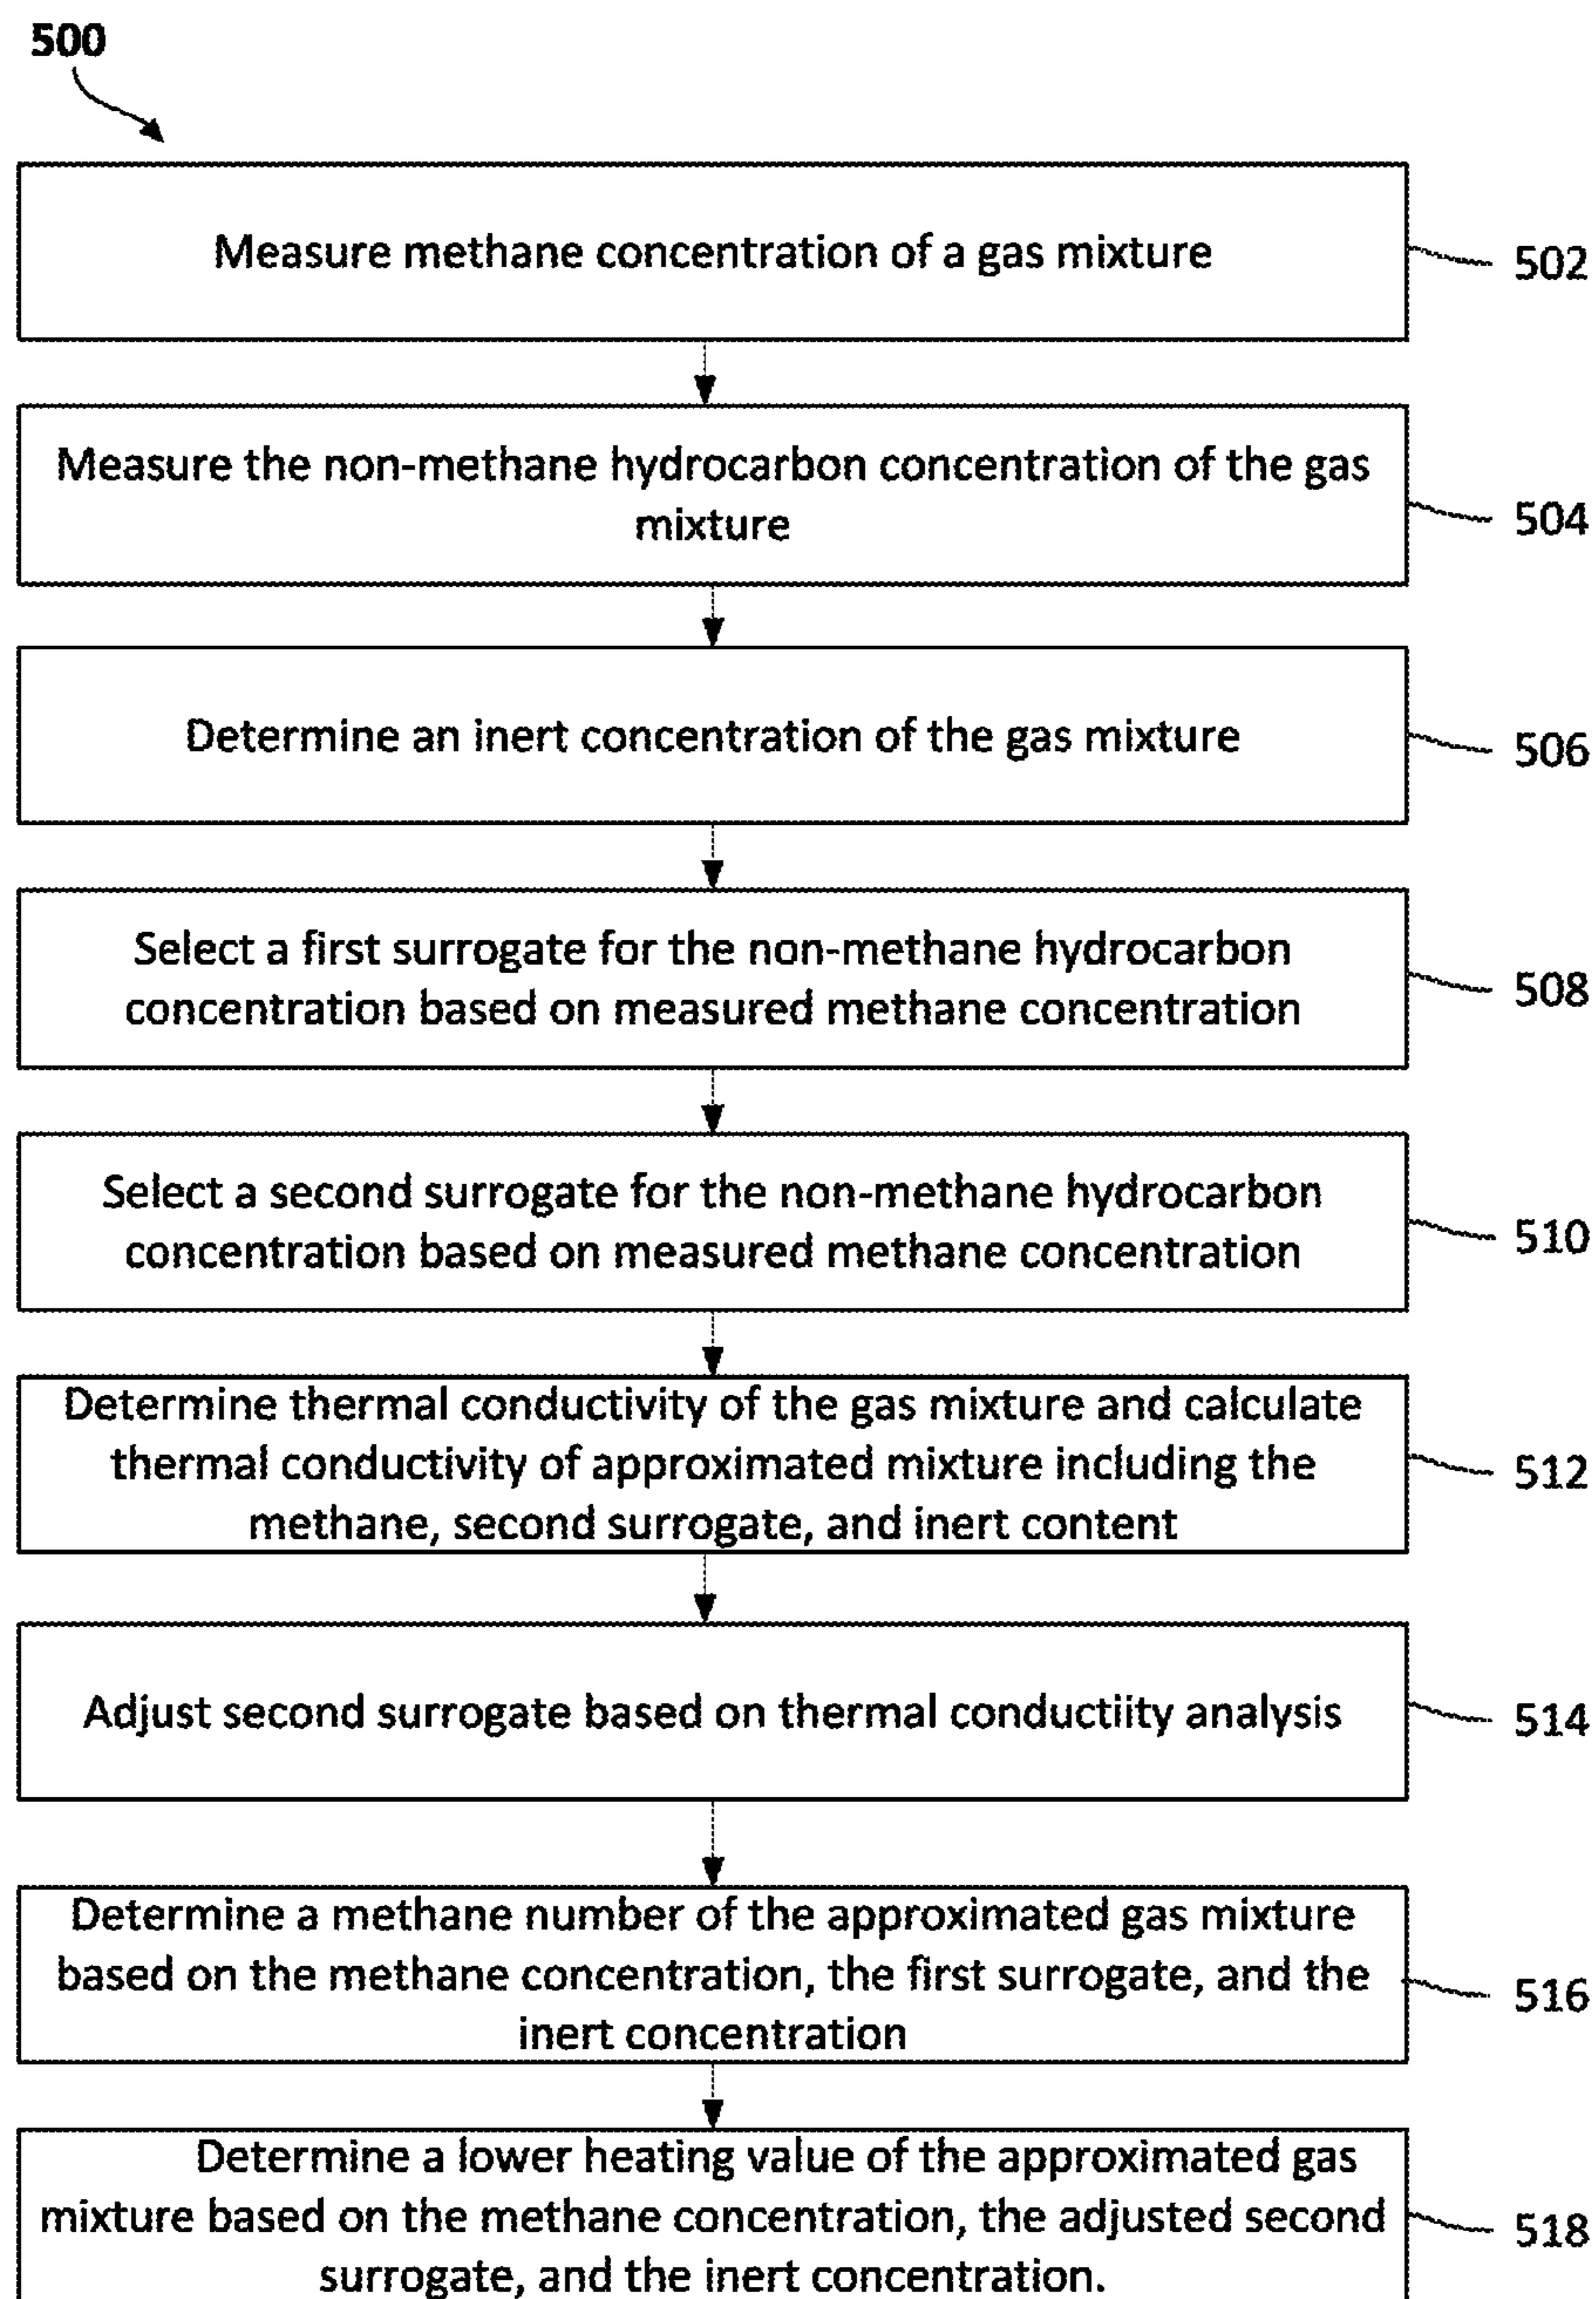 500
Measure methane concentration of a gas mixture
502
Measure the non-methane hydrocarbon concentration of the gas
mixture
504
Determine an inert concentration of the gas mixture
506
Select a first surrogate for the non-methane hydrocarbon
concentration based on measured methane concentration
508
Select a second surrogate for the non-methane hydrocarbon
concentration based on measured methane concentration
510
Determine thermal conductivity of the gas mixture and calculate
thermal conductivity of approximated mixture including the
methane, second surrogate, and inert content
512
Adjust second surrogate based on thermal conductiity analysis
514
Determine a methane number of the approximated gas mixture
based on the methane concentration, the first surrogate, and the
inert concentration
516
Determine a lower heating value of the approximated gas
mixture based on the methane concentration, the adjusted second
surrogate, and the inert concentration.
518